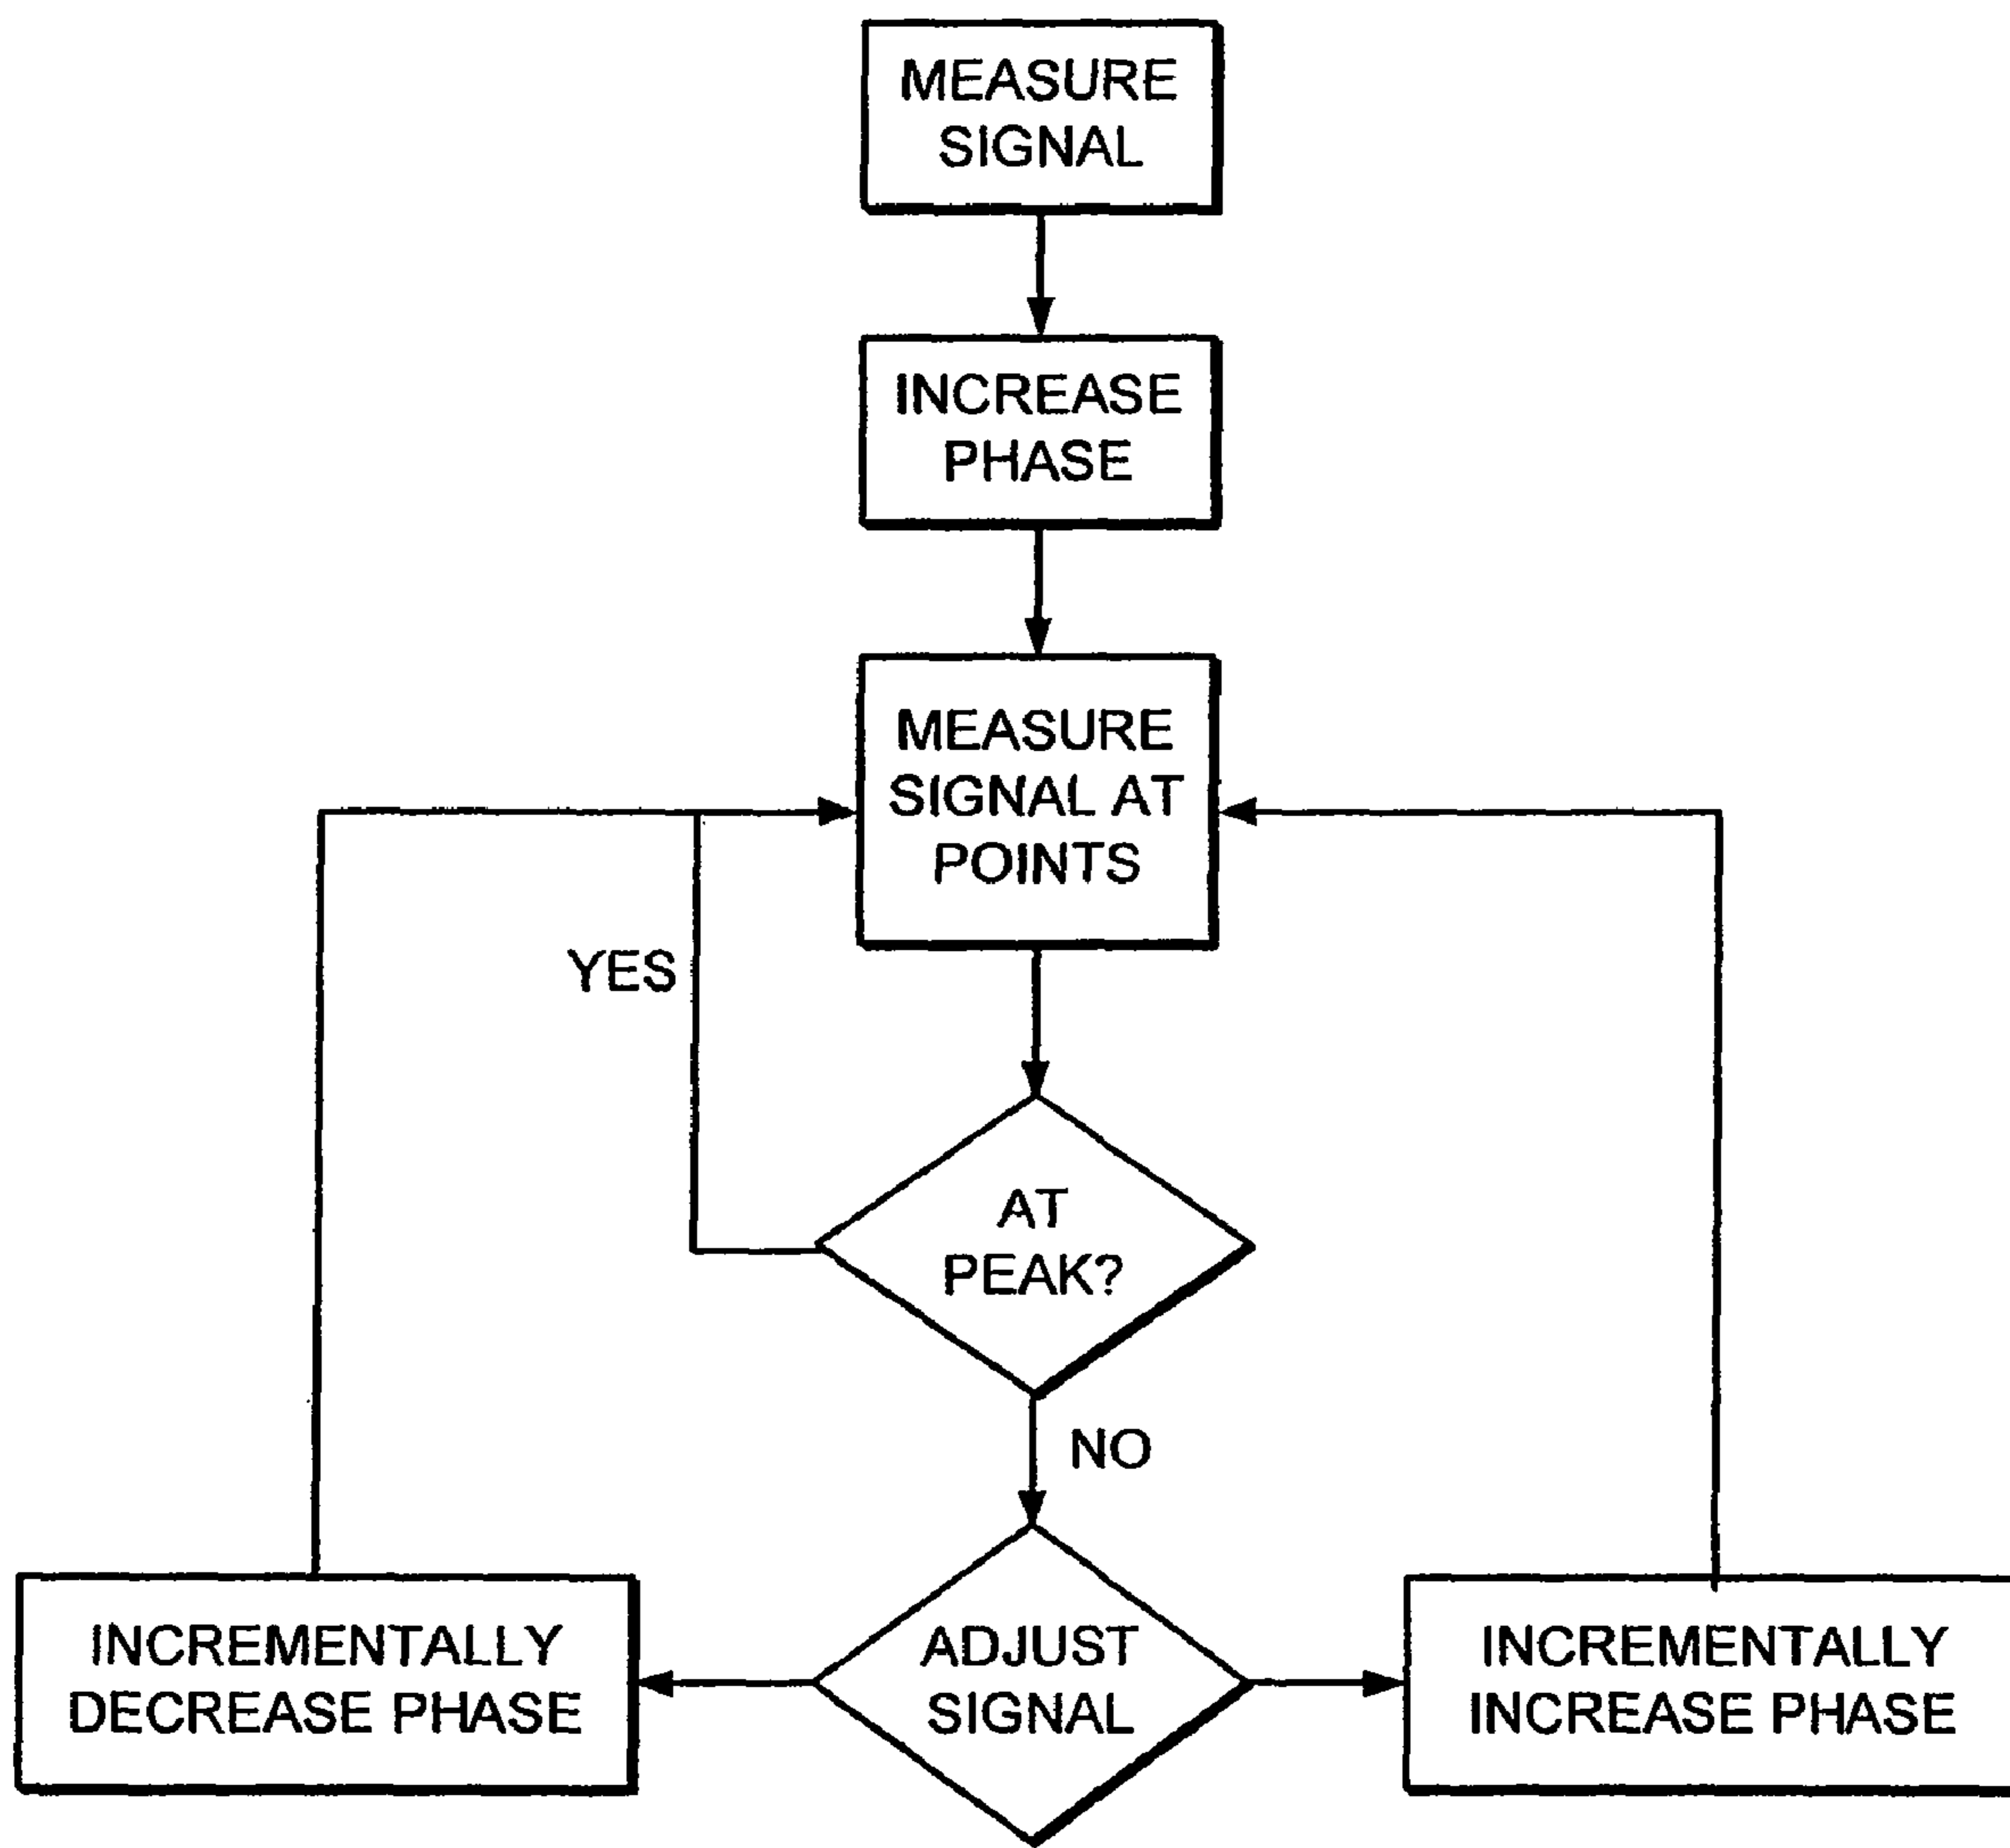 MEASURE
SIGNAL
INCREASE
PHASE
MEASURE
SIGNAL AT
POINTS
YES
AT
PEAK?
NO
INCREMENTALLY
DECREASE PHASE
ADJUST
SIGNAL
INCREMENTALLY
INCREASE PHASE